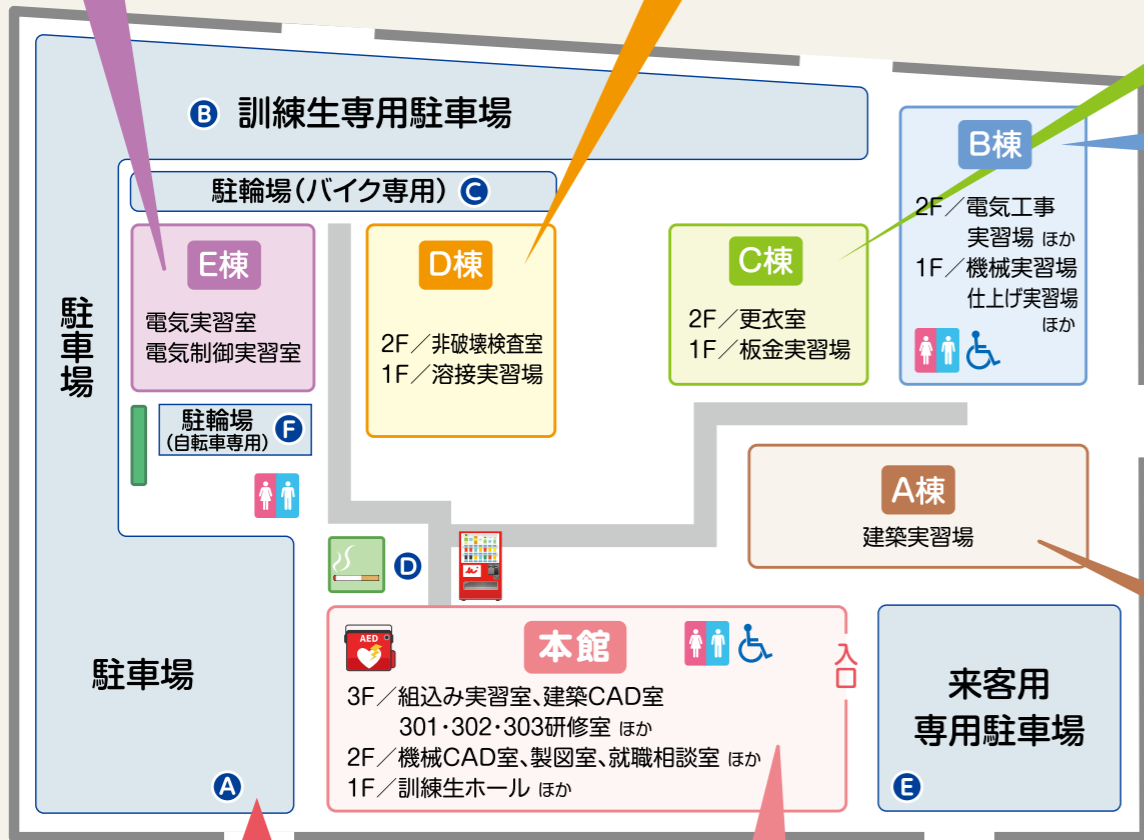 B 訓練生専用駐車場
駐輪場(バイク専用) C
E棟
電気実習室
電気制御実習室
D棟
2F／非破壊検査室
1F／溶接実習場
C棟
2F／更衣室
1F／板金実習場
B棟
2F／電気工事
実習場 ほか
1F／機械実習場
仕上げ実習場
ほか
駐車場
駐輪場
(自転車専用) F
A棟
建築実習場
D
駐車場
A
AED
本館
入口
3F／組込み実習室、建築CAD室
301・302・303研修室 ほか
2F／機械CAD室、製図室、就職相談室 ほか
1F／訓練生ホール ほか
来客用
専用駐車場
E